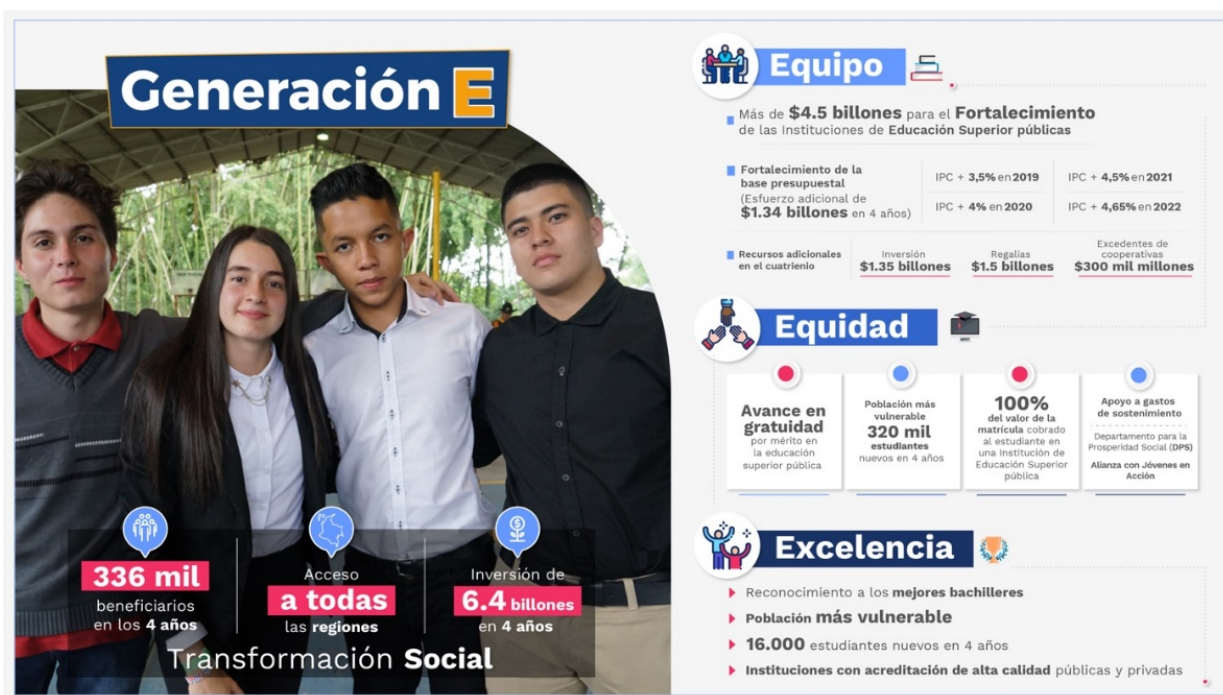 Generación E
336 mil
beneficiarios
en los 4 años
Acceso
a todas
las regiones
Inversión de
6.4 billones
en 4 años
Transformación Social
Equipo
Más de $4.5 billones para el Fortalecimiento
de las Instituciones de Educación Superior públicas
Fortalecimiento de la
base presupuestal
(Esfuerzo adicional de
$1.34 billones en 4 años)
IPC + 3,5% en 2019
IPC + 4,5% en 2021
IPC + 4% en 2020
IPC + 4,65% en 2022
Recursos adicionales
en el cuatrienio
Inversión
$1.35 billones
Regalías
$1.5 billones
Excedentes de
cooperativas
$300 mil millones
Equidad
Avance en
gratuidad
por mérito en
la educación
superior pública
Población más
vulnerable
320 mil
estudiantes
nuevos en 4 años
100%
del valor de la
matrícula cobrado
al estudiante en
una Institución de
Educación Superior
pública
Apoyo a gastos
de sostenimiento
Departamento para la
Prosperidad Social (DPS)
Alianza con Jóvenes en
Acción
Excelencia
Reconocimiento a los mejores bachilleres
Población más vulnerable
16.000 estudiantes nuevos en 4 años
Instituciones con acreditación de alta calidad públicas y privadas